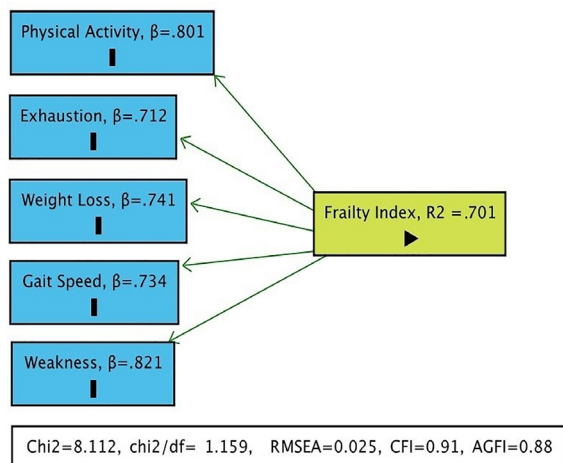 Physical Activity, β=.801
Exhaustion, β=.712
Weight Loss, β=.741
Frailty Index, R2 =.701
Gait Speed, β=.734
Weakness, β=.821
Chi2=8.112, chi2/df= 1.159, RMSEA=0.025, CFI=0.91, AGFI=0.88